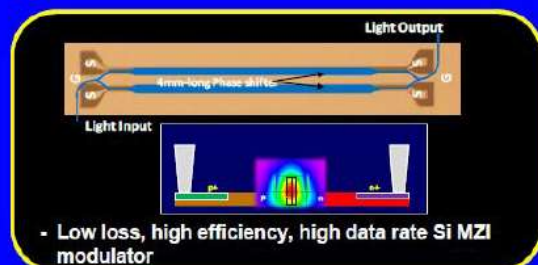 Light Output
S
S
G
4mm-long Phase shifter
G
S
S
Light Input
p+
p
n
n+
- Low loss, high efficiency, high data rate Si MZI
modulator